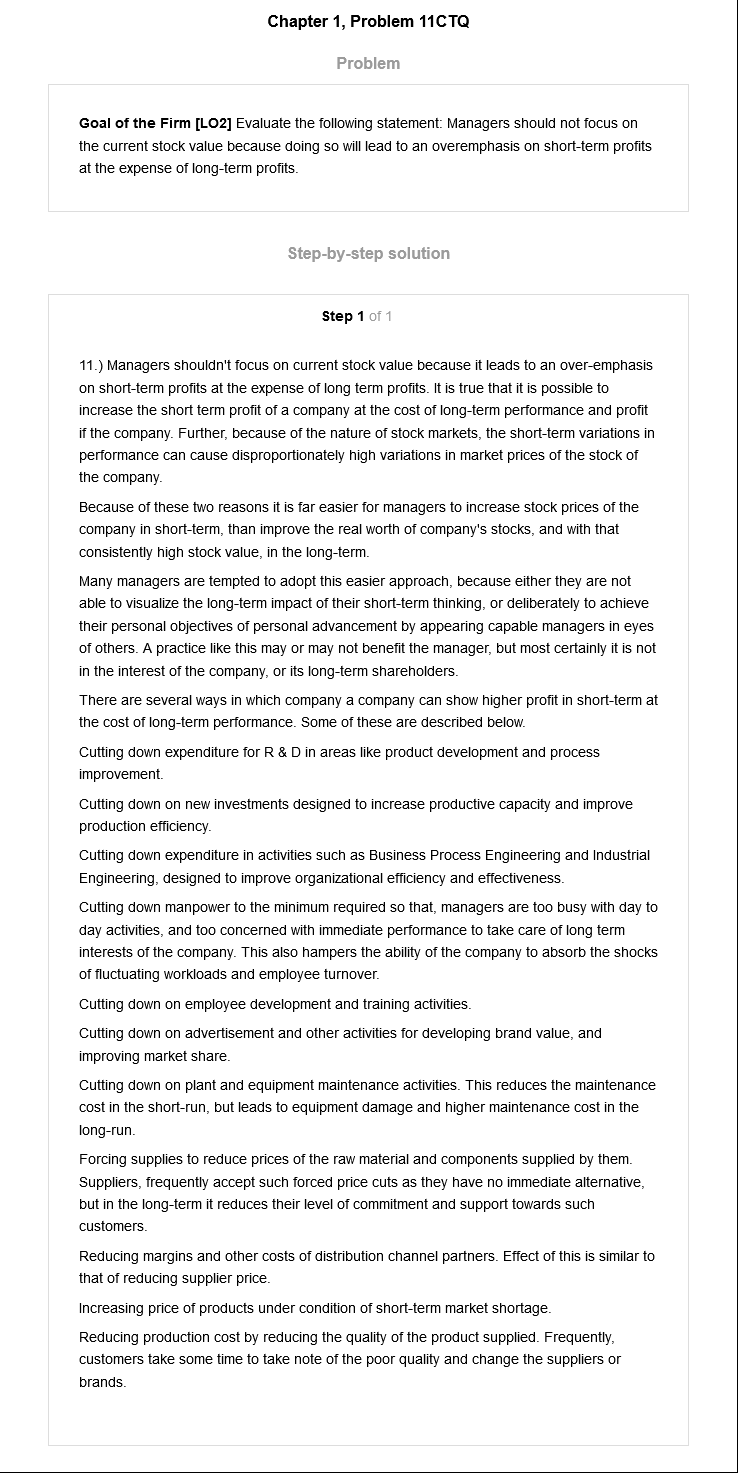 Chapter 1, Problem 11CTQ
Problem
Goal of the Firm [LO2] Evaluate the following statement: Managers should not focus on
the current stock value because doing so will lead to an overemphasis on short-term profits
at the expense of long-term profits.
Step-by-step solution
Step 1 of 1
11.) Managers shouldn't focus on current stock value because it leads to an over-emphasis
on short-term profits at the expense of long term profits. It is true that it is possible to
increase the short term profit of a company at the cost of long-term performance and profit
if the company. Further, because of the nature of stock markets, the short-term variations in
performance can cause disproportionately high variations in market prices of the stock of
the company.
Because of these two reasons it is far easier for managers to increase stock prices of the
company in short-term, than improve the real worth of company's stocks, and with that
consistently high stock value, in the long-term.
Many managers are tempted to adopt this easier approach, because either they are not
able to visualize the long-term impact of their short-term thinking, or deliberately to achieve
their personal objectives of personal advancement by appearing capable managers in eyes
of others. A practice like this may or may not benefit the manager, but most certainly it is not
in the interest of the company, or its long-term shareholders.
There are several ways in which company a company can show higher profit in short-term at
the cost of long-term performance. Some of these are described below.
Cutting down expenditure for R & D in areas like product development and process
improvement.
Cutting down on new investments designed to increase productive capacity and improve
production efficiency.
Cutting down expenditure in activities such as Business Process Engineering and Industrial
Engineering, designed to improve organizational efficiency and effectiveness.
Cutting down manpower to the minimum required so that, managers are too busy with day to
day activities, and too concerned with immediate performance to take care of long term
interests of the company. This also hampers the ability of the company to absorb the shocks
of fluctuating workloads and employee turnover.
Cutting down on employee development and training activities.
Cutting down on advertisement and other activities for developing brand value, and
improving market share.
Cutting down on plant and equipment maintenance activities. This reduces the maintenance
cost in the short-run, but leads to equipment damage and higher maintenance cost in the
long-run.
Forcing supplies to reduce prices of the raw material and components supplied by them.
Suppliers, frequently accept such forced price cuts as they have no immediate alternative,
but in the long-term it reduces their level of commitment and support towards such
customers.
Reducing margins and other costs of distribution channel partners. Effect of this is similar to
that of reducing supplier price.
Increasing price of products under condition of short-term market shortage.
Reducing production cost by reducing the quality of the product supplied. Frequently,
customers take some time to take note of the poor quality and change the suppliers or
brands.